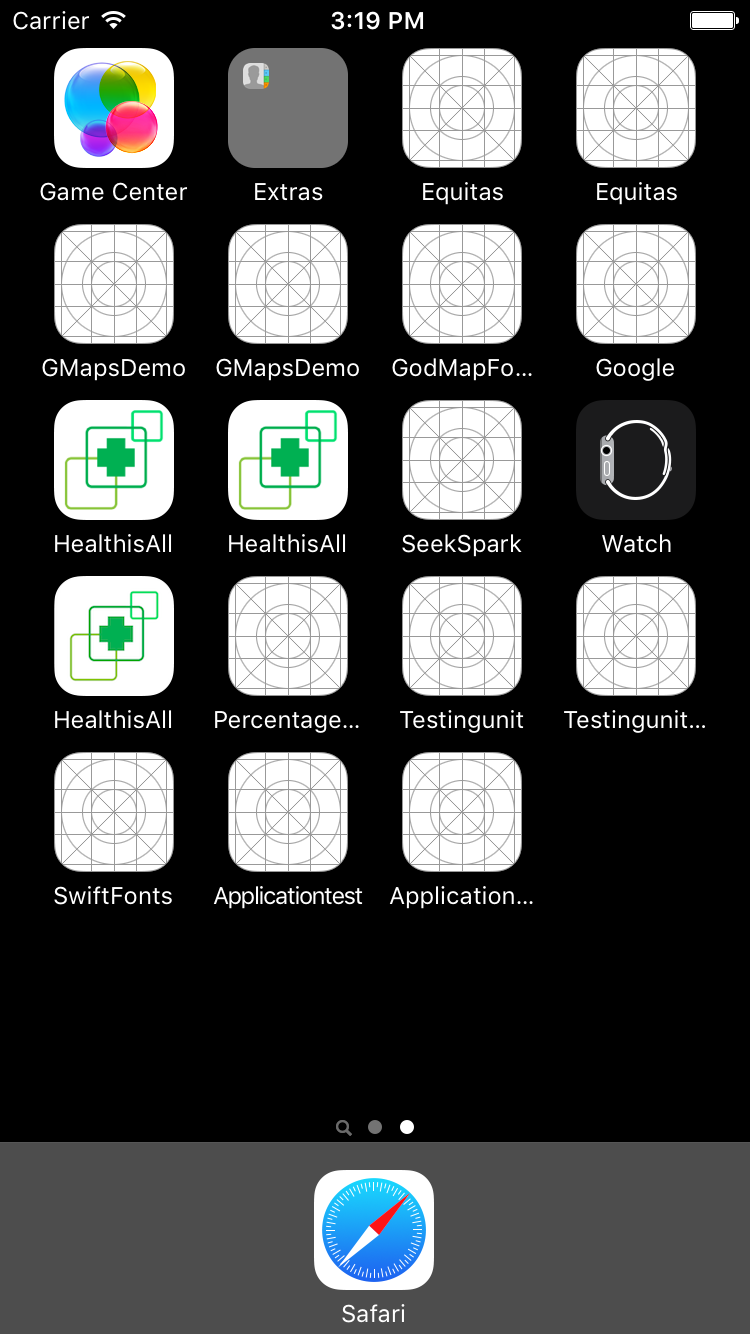 Carrier 3:19 PM
Game Center Extras Equitas Equitas
GMapsDemo GMapsDemo GodMapFo... Google
HealthisAll HealthisAll SeekSpark Watch
HealthisAll Percentage... Testingunit Testingunit...
SwiftFonts Applicationtest Application...
Safari